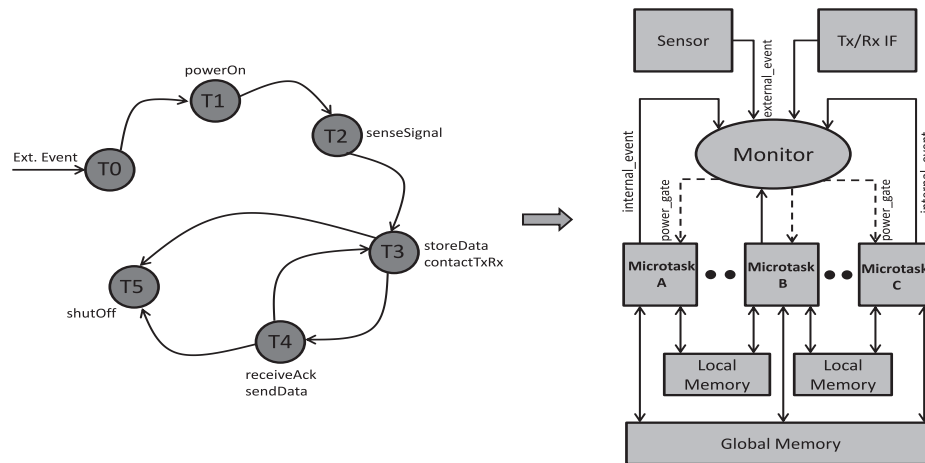 powerOn
T1
T2
senseSignal
Ext. Event
T0
T3
storeData
contactTxRx
T5
shutOff
T4
receiveAck
sendData
Sensor
Tx/Rx IF
external_event
Monitor
internal_event
internal_event
power_gate
power_gate
Microtask
A
Microtask
B
Microtask
C
Local
Memory
Local
Memory
Global Memory